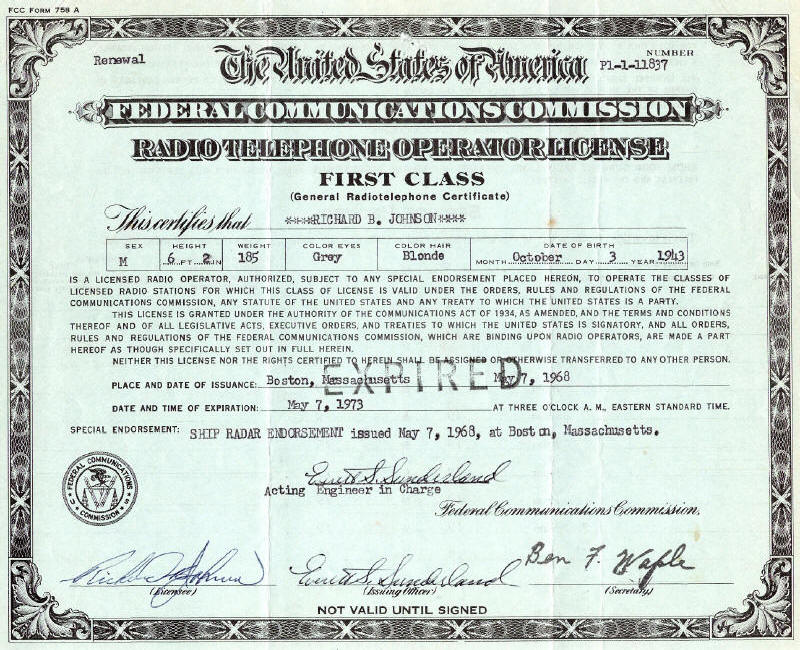 FCC FORM 758 A
Renewal
The United States of America
NUMBER
P1-1-11837
FEDERAL COMMUNICATIONS COMMISSION
RADIO TELEPHONE OPERATOR LICENSE
FIRST CLASS
(General Radiotelephone Certificate)
This certifies that ****RICHARD B. JOHNSON****
SEX HEIGHT WEIGHT COLOR EYES COLOR HAIR DATE OF BIRTH
M 6 FT. 2 IN 185 Grey Blonde MONTH October DAY 3 YEAR 1943
IS A LICENSED RADIO OPERATOR, AUTHORIZED, SUBJECT TO ANY SPECIAL ENDORSEMENT PLACED HEREON, TO OPERATE THE CLASSES OF
LICENSED RADIO STATIONS FOR WHICH THIS CLASS OF LICENSE IS VALID UNDER THE ORDERS, RULES AND REGULATIONS OF THE FEDERAL
COMMUNICATIONS COMMISSION, ANY STATUTE OF THE UNITED STATES AND ANY TREATY TO WHICH THE UNITED STATES IS A PARTY.
THIS LICENSE IS GRANTED UNDER THE AUTHORITY OF THE COMMUNICATIONS ACT OF 1934, AS AMENDED, AND THE TERMS AND CONDITIONS
THEREOF AND OF ALL LEGISLATIVE ACTS, EXECUTIVE ORDERS, AND TREATIES TO WHICH THE UNITED STATES IS SIGNATORY, AND ALL ORDERS,
RULES AND REGULATIONS OF THE FEDERAL COMMUNICATIONS COMMISSION, WHICH ARE BINDING UPON RADIO OPERATORS, ARE MADE A PART
HEREOF AS THOUGH SPECIFICALLY SET OUT IN FULL HEREIN.
NEITHER THIS LICENSE NOR THE RIGHTS CERTIFIED TO HEREIN SHALL BE ASSIGNED OR OTHERWISE TRANSFERRED TO ANY OTHER PERSON.
EXPIRED
PLACE AND DATE OF ISSUANCE: Boston, Massachusetts May 7, 1968
DATE AND TIME OF EXPIRATION: May 7, 1973 AT THREE O'CLOCK A. M., EASTERN STANDARD TIME.
SPECIAL ENDORSEMENT: SHIP RADAR ENDORSEMENT issued May 7, 1968, at Boston, Massachusetts.
FEDERAL COMMUNICATIONS COMMISSION
Everett S. Sunderland
Acting Engineer in Charge
Federal Communications Commission.
Richard B. Johnson Everett S. Sunderland Ben F. Waple
(Licensee) (Issuing Officer) (Secretary)
NOT VALID UNTIL SIGNED